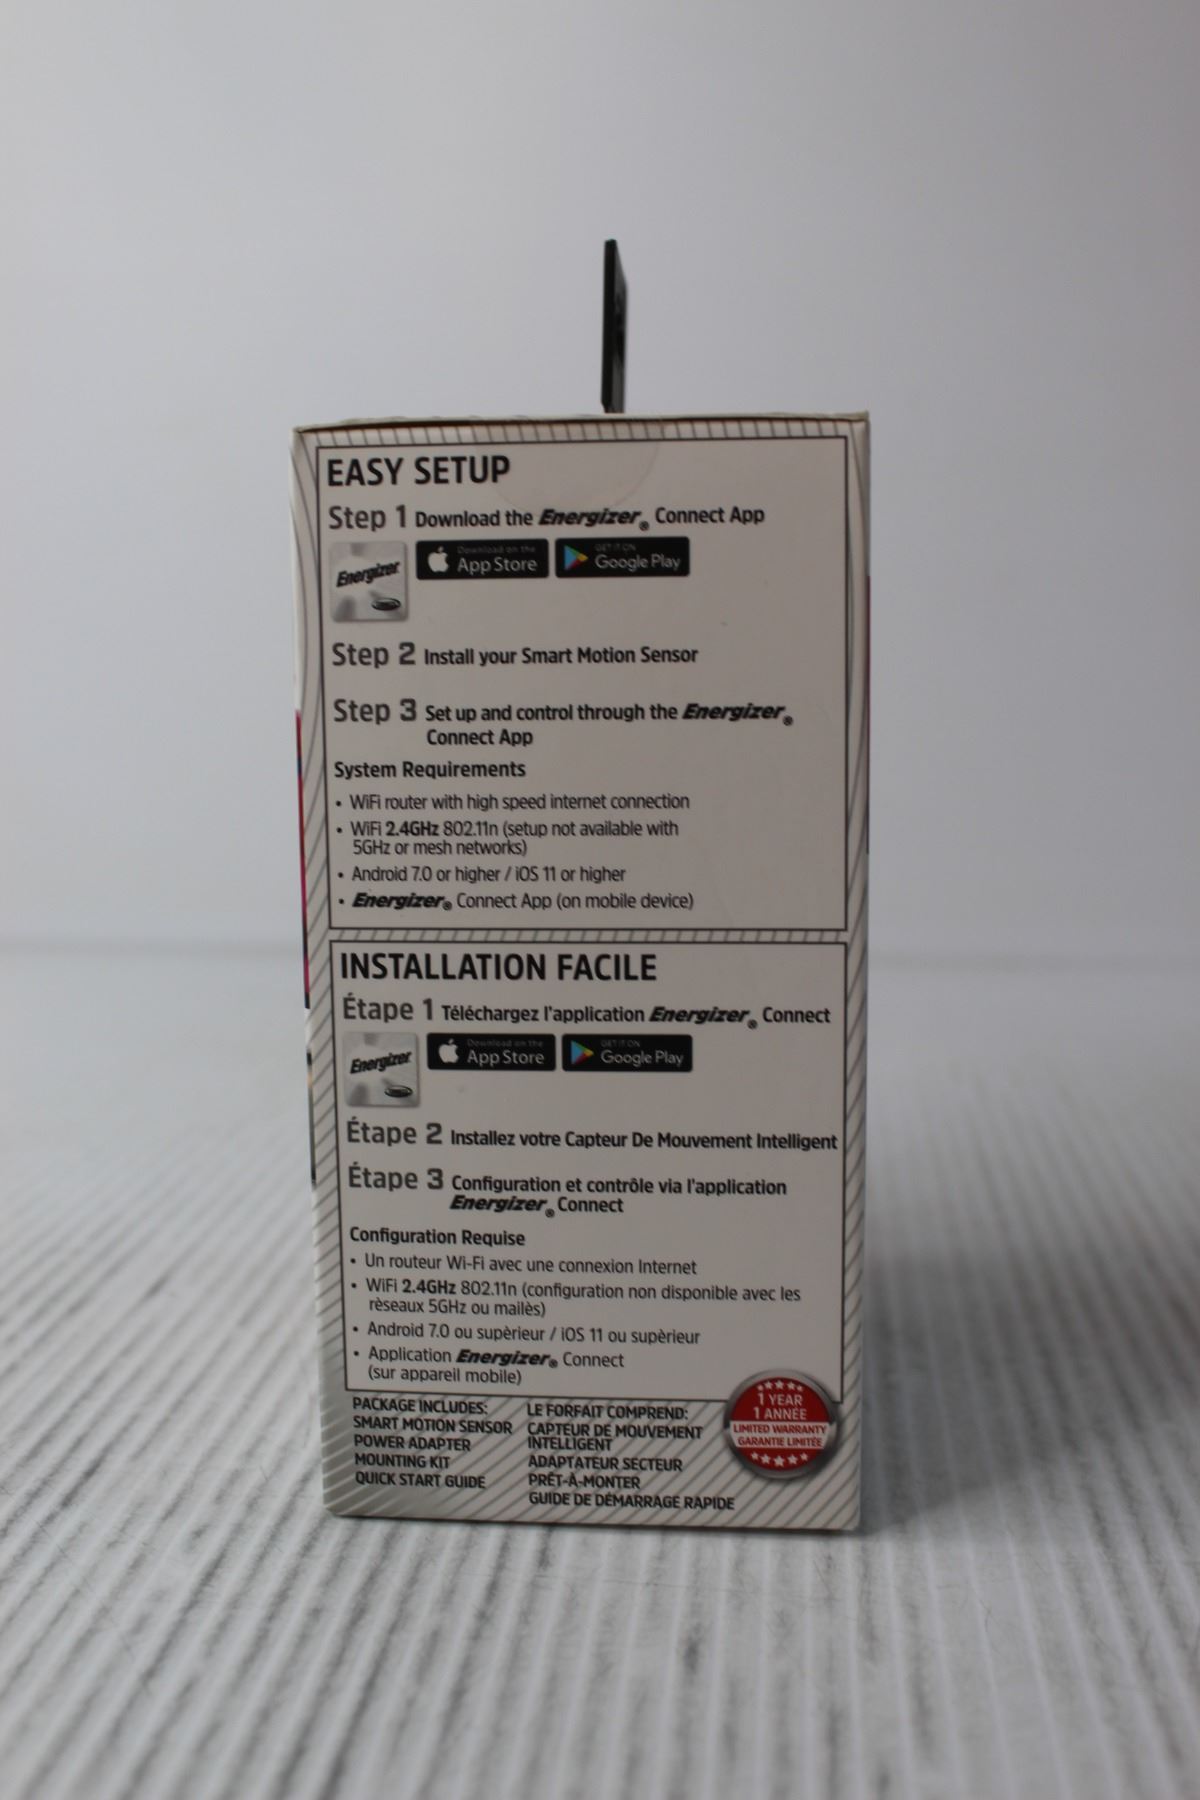 EASY SETUP
Step 1 Download the Energizer® Connect App
Energizer
Download on the
App Store
GET IT ON
Google Play
Step 2 Install your Smart Motion Sensor
Step 3 Set up and control through the Energizer®
Connect App
System Requirements
• WiFi router with high speed internet connection
• WiFi 2.4GHz 802.11n (setup not available with
5GHz or mesh networks)
• Android 7.0 or higher / iOS 11 or higher
• Energizer® Connect App (on mobile device)
INSTALLATION FACILE
Étape 1 Téléchargez l'application Energizer® Connect
Energizer
Download on the
App Store
GET IT ON
Google Play
Étape 2 Installez votre Capteur De Mouvement Intelligent
Étape 3 Configuration et contrôle via l'application
Energizer® Connect
Configuration Requise
• Un routeur Wi-Fi avec une connexion Internet
• WiFi 2.4GHz 802.11n (configuration non disponible avec les
rèseaux 5GHz ou mailès)
• Android 7.0 ou supèrieur / iOS 11 ou supèrieur
• Application Energizer® Connect
(sur appareil mobile)
PACKAGE INCLUDES:
SMART MOTION SENSOR
POWER ADAPTER
MOUNTING KIT
QUICK START GUIDE
LE FORFAIT COMPREND:
CAPTEUR DE MOUVEMENT
INTELLIGENT
ADAPTATEUR SECTEUR
PRÊT-À-MONTER
GUIDE DE DÉMARRAGE RAPIDE
1 YEAR
1 ANNÉE
LIMITED WARRANTY
GARANTIE LIMITÉE